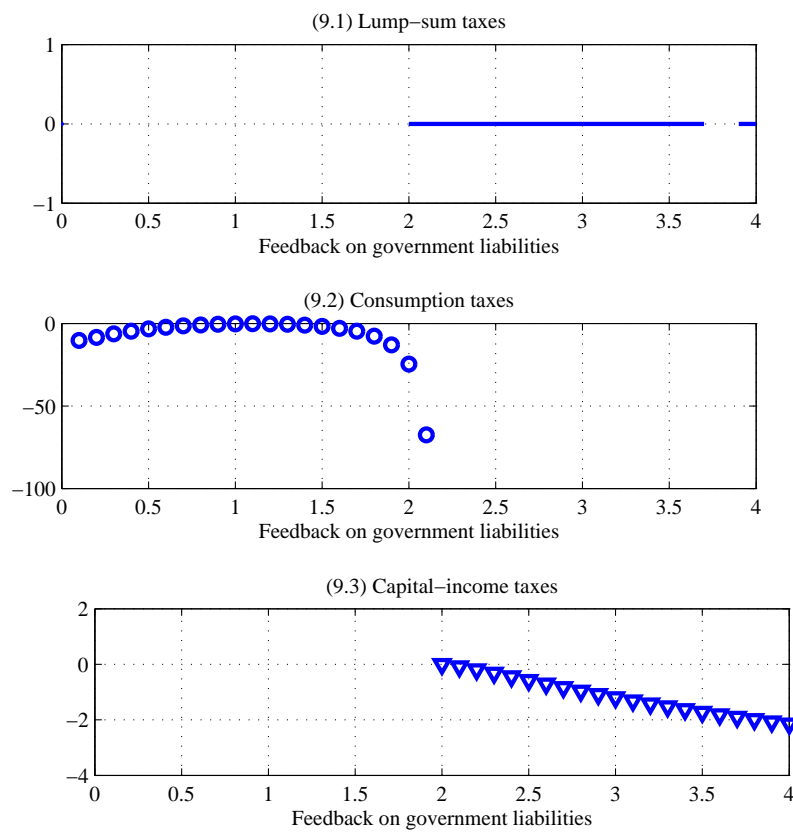 (9.1) Lump−sum taxes
1
0
−1
0 0.5 1 1.5 2 2.5 3 3.5 4
Feedback on government liabilities
(9.2) Consumption taxes
0
−50
−100
0 0.5 1 1.5 2 2.5 3 3.5 4
Feedback on government liabilities
(9.3) Capital−income taxes
2
0
−2
−4
0 0.5 1 1.5 2 2.5 3 3.5 4
Feedback on government liabilities